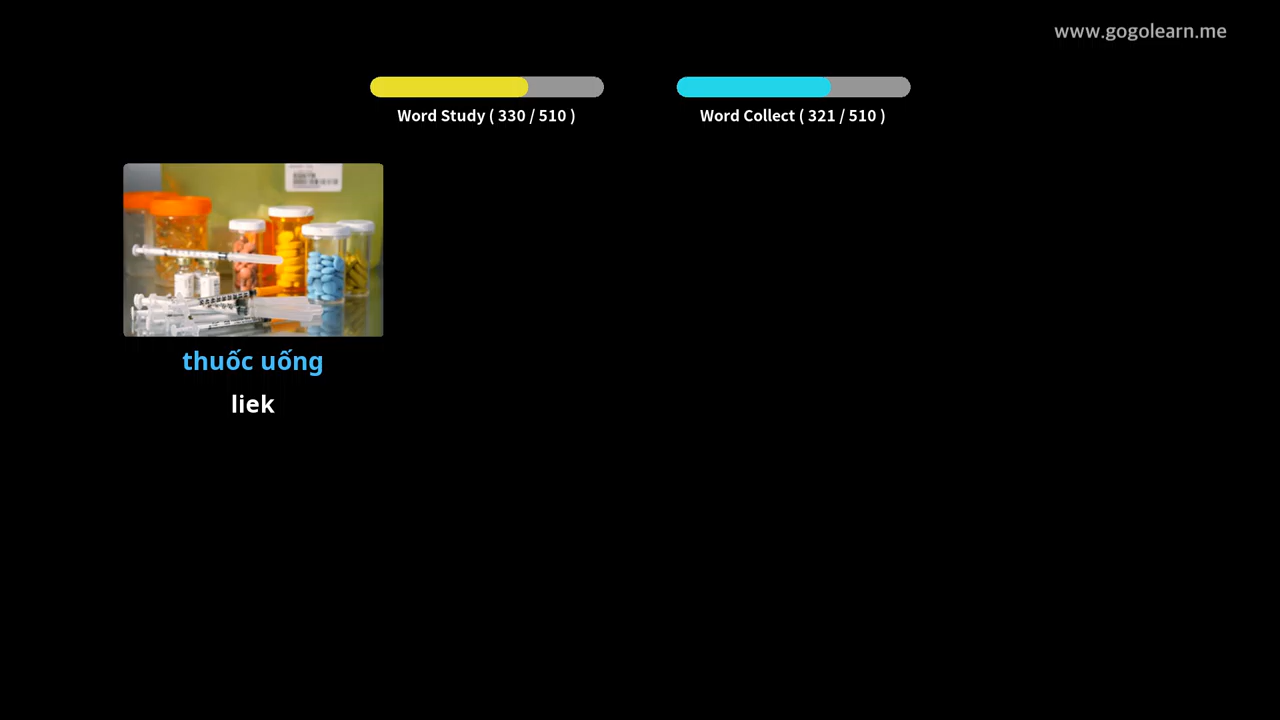 www.gogolearn.me
Word Study ( 330 / 510 )
Word Collect ( 321 / 510 )
thuốc uống
liek